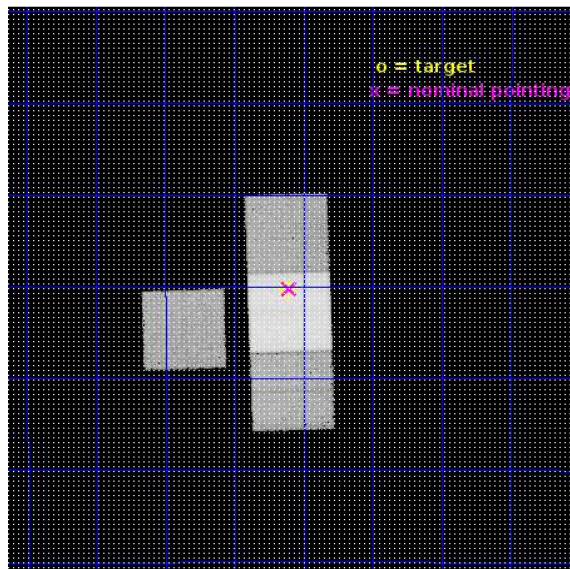 o = target
x = nominal pointing